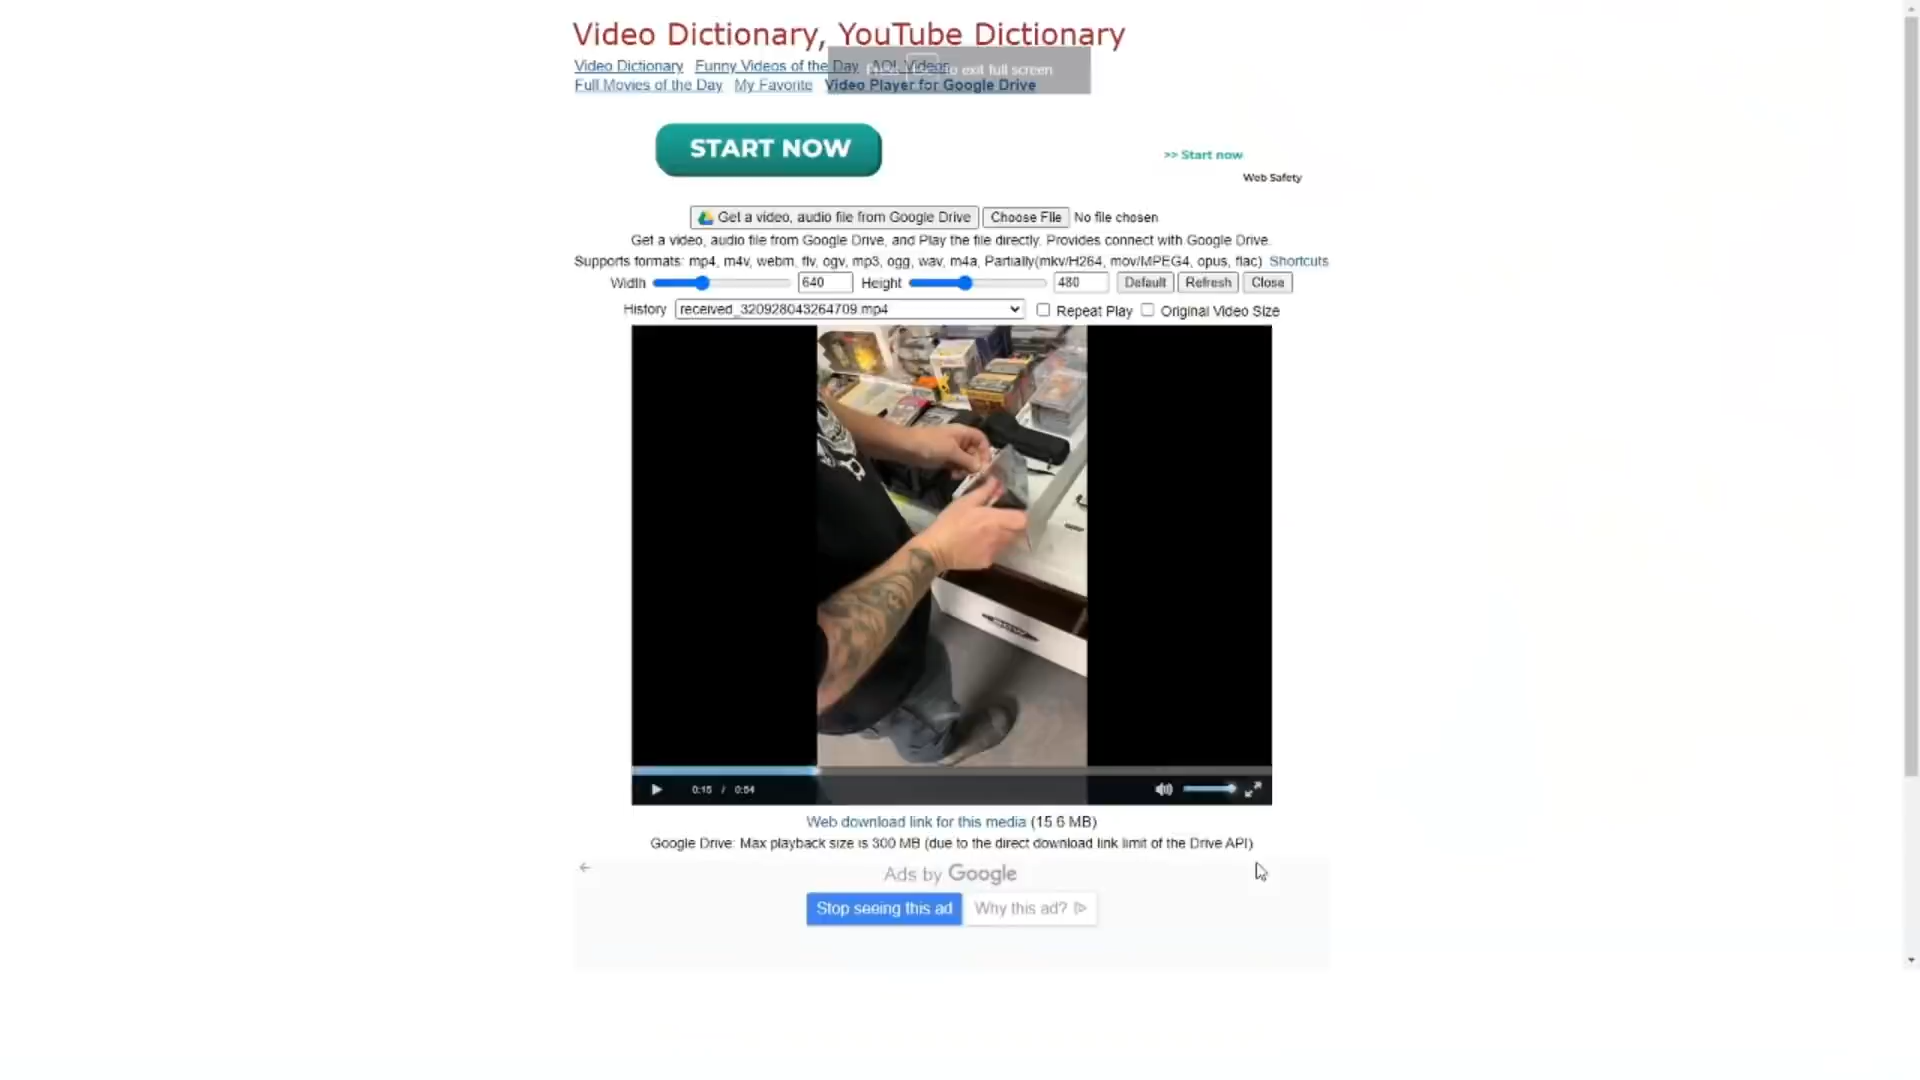 Video Dictionary, YouTube Dictionary
Video Dictionary Funny Videos of the Day AOL Videos
to exit full screen
Full Movies of the Day My Favorite Video Player for Google Drive
START NOW
>> Start now
Web Safety
Get a video, audio file from Google Drive Choose File No file chosen
Get a video, audio file from Google Drive, and Play the file directly. Provides connect with Google Drive.
Supports formats: mp4, m4v, webm, flv, ogv, mp3, ogg, wav, m4a, Partially(mkv/H264, mov/MPEG4, opus, flac) Shortcuts
Width 640 Height 480 Default Refresh Close
History received_320928043264709.mp4 Repeat Play Original Video Size
BCW
0:15 / 0:54
Web download link for this media (15.6 MB)
Google Drive: Max playback size is 300 MB (due to the direct download link limit of the Drive API)
Ads by Google
Stop seeing this ad Why this ad?